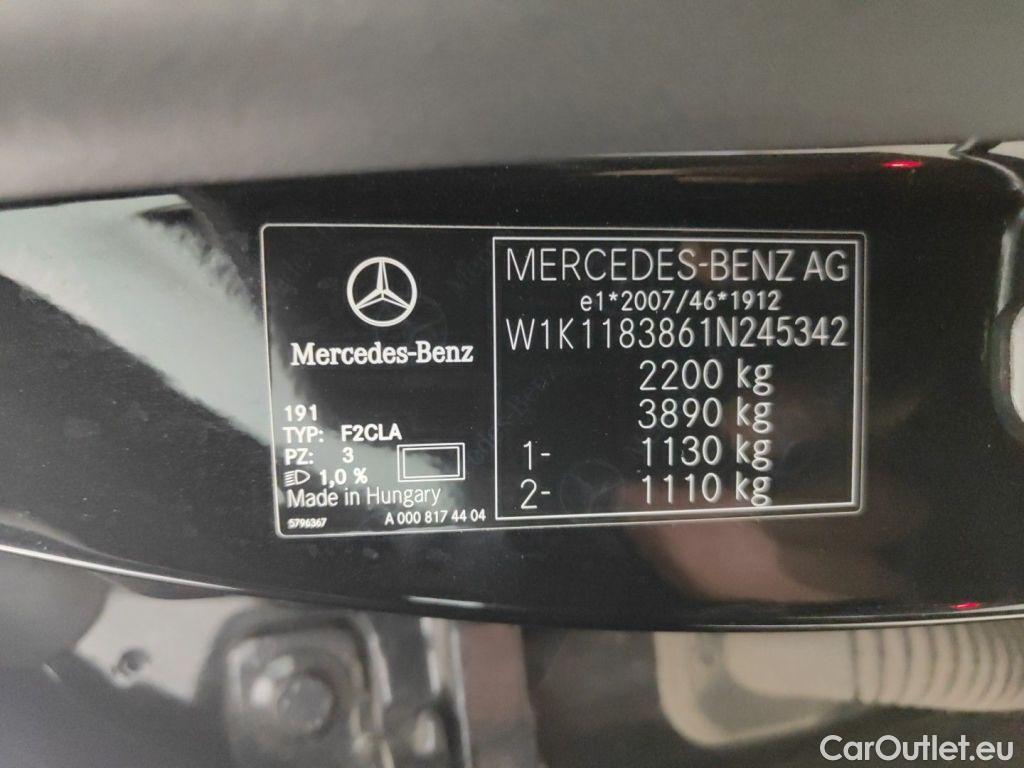 Mercedes-Benz
191
TYP: F2CLA
PZ: 3
1,0 %
Made in Hungary
5796367
A 000 817 44 04
MERCEDES-BENZ AG
e1*2007/46*1912
W1K1183861N245342
2200 kg
3890 kg
1- 1130 kg
2- 1110 kg
CarOutlet.eu